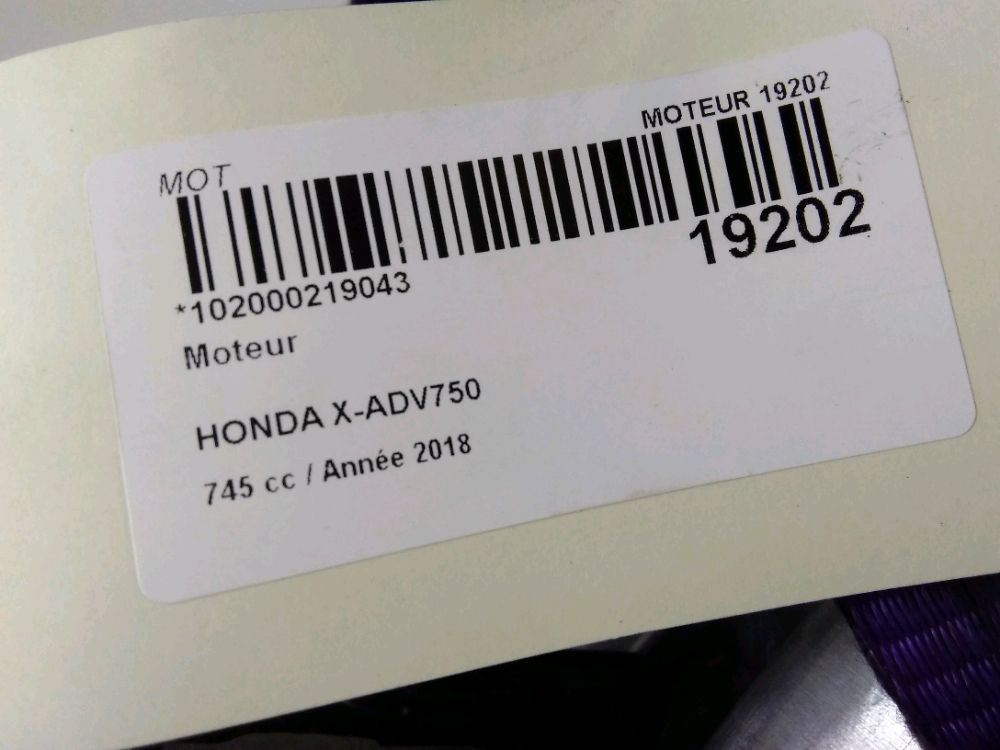 MOTEUR 19202
MOT
19202
*102000219043
Moteur
HONDA X-ADV750
745 cc / Année 2018